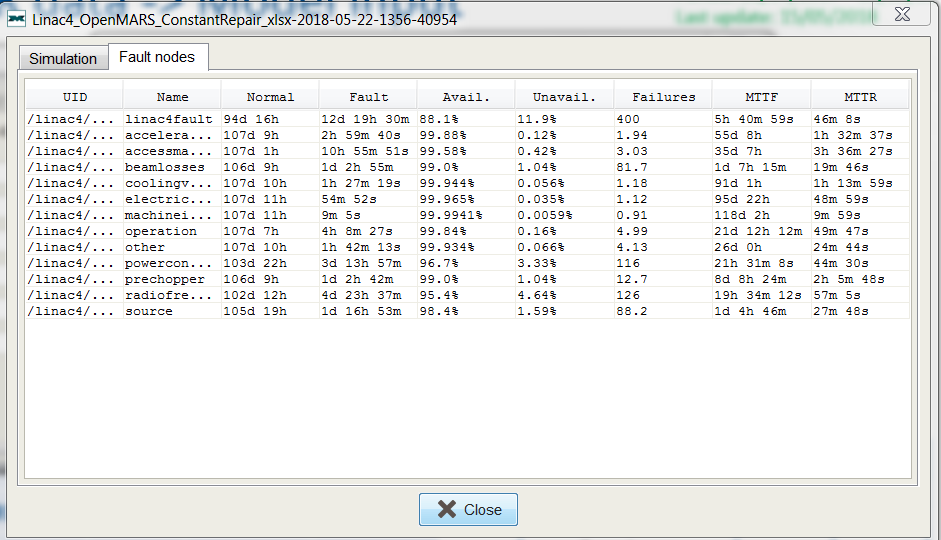 Linac4_OpenMARS_ConstantRepair_xlsx-2018-05-22-1356-40954
Last update: 15/05/2018
Simulation Fault nodes
UID Name Normal Fault Avail. Unavail. Failures MTTF MTTR
/linac4/... linac4fault 94d 16h 12d 19h 30m 88.1% 11.9% 400 5h 40m 59s 46m 8s
/linac4/... accelera... 107d 9h 2h 59m 40s 99.88% 0.12% 1.94 55d 8h 1h 32m 37s
/linac4/... accessma... 107d 1h 10h 55m 51s 99.58% 0.42% 3.03 35d 7h 3h 36m 27s
/linac4/... beamlosses 106d 9h 1d 2h 55m 99.0% 1.04% 81.7 1d 7h 15m 19m 46s
/linac4/... coolingv... 107d 10h 1h 27m 19s 99.944% 0.056% 1.18 91d 1h 1h 13m 59s
/linac4/... electric... 107d 11h 54m 52s 99.965% 0.035% 1.12 95d 22h 48m 59s
/linac4/... machinei... 107d 11h 9m 5s 99.9941% 0.0059% 0.91 118d 2h 9m 59s
/linac4/... operation 107d 7h 4h 8m 27s 99.84% 0.16% 4.99 21d 12h 12m 49m 47s
/linac4/... other 107d 10h 1h 42m 13s 99.934% 0.066% 4.13 26d 0h 24m 44s
/linac4/... powercon... 103d 22h 3d 13h 57m 96.7% 3.33% 116 21h 31m 8s 44m 30s
/linac4/... prechopper 106d 9h 1d 2h 42m 99.0% 1.04% 12.7 8d 8h 24m 2h 5m 48s
/linac4/... radiofre... 102d 12h 4d 23h 37m 95.4% 4.64% 126 19h 34m 12s 57m 5s
/linac4/... source 105d 19h 1d 16h 53m 98.4% 1.59% 88.2 1d 4h 46m 27m 48s
Close